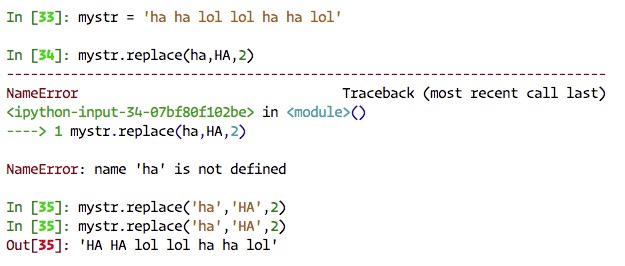 In [33]: mystr = 'ha ha lol lol ha ha lol'
In [34]: mystr.replace(ha,HA,2)
---------------------------------------------------------------------------
NameError                                 Traceback (most recent call last)
<ipython-input-34-07bf80f102be> in <module>()
----> 1 mystr.replace(ha,HA,2)
NameError: name 'ha' is not defined
In [35]: mystr.replace('ha','HA',2)
In [35]: mystr.replace('ha','HA',2)
Out[35]: 'HA HA lol lol ha ha lol'